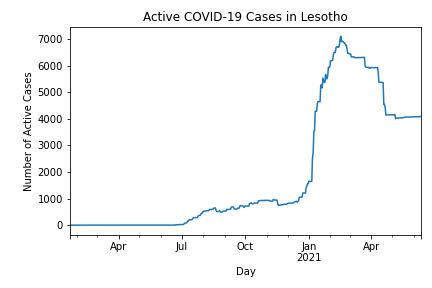 Active COVID-19 Cases in Lesotho
Number of Active Cases
7000
6000
5000
4000
3000
2000
1000
0
Apr Jul Oct Jan Apr
2021
Day